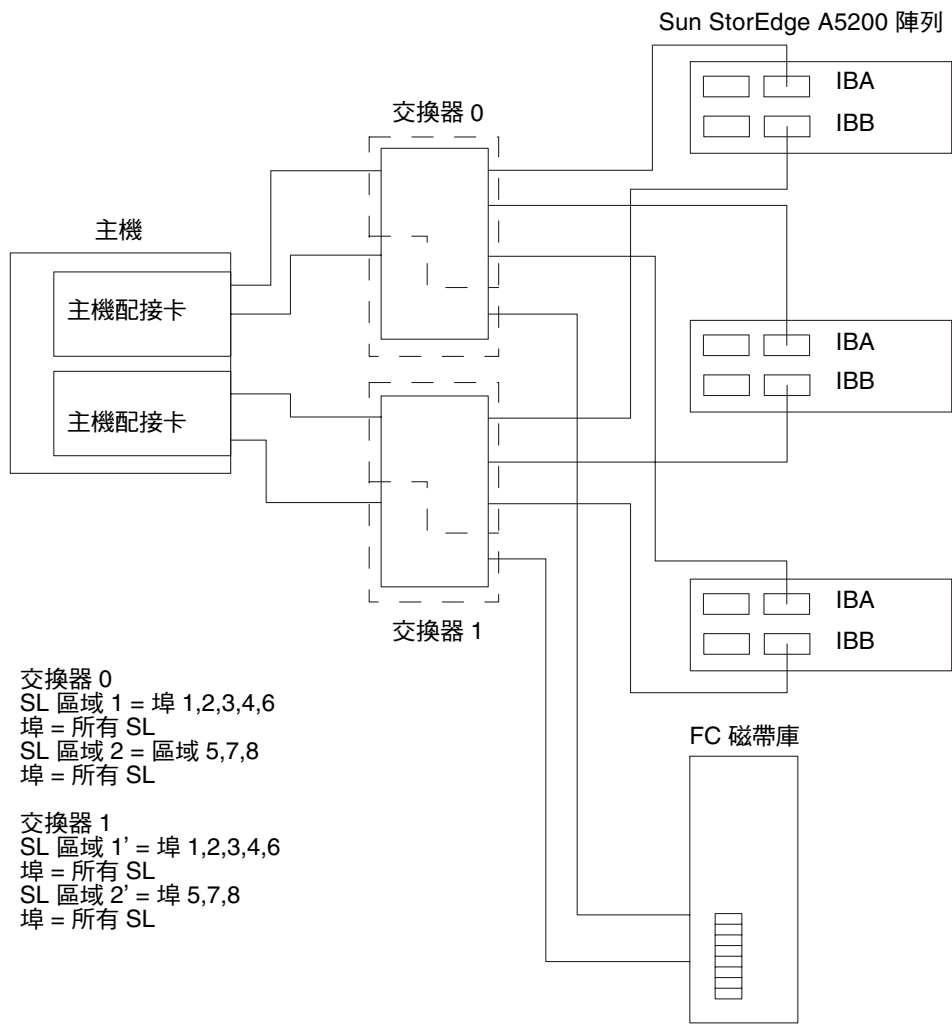 Sun StorEdge A5200 陣列
IBA
IBB
交換器 0
主機
主機配接卡
主機配接卡
IBA
IBB
交換器 1
IBA
IBB
交換器 0
SL 區域 1 = 埠 1,2,3,4,6
埠 = 所有 SL
SL 區域 2 = 區域 5,7,8
埠 = 所有 SL
交換器 1
SL 區域 1’ = 埠 1,2,3,4,6
埠 = 所有 SL
SL 區域 2’ = 埠 5,7,8
埠 = 所有 SL
FC 磁帶庫